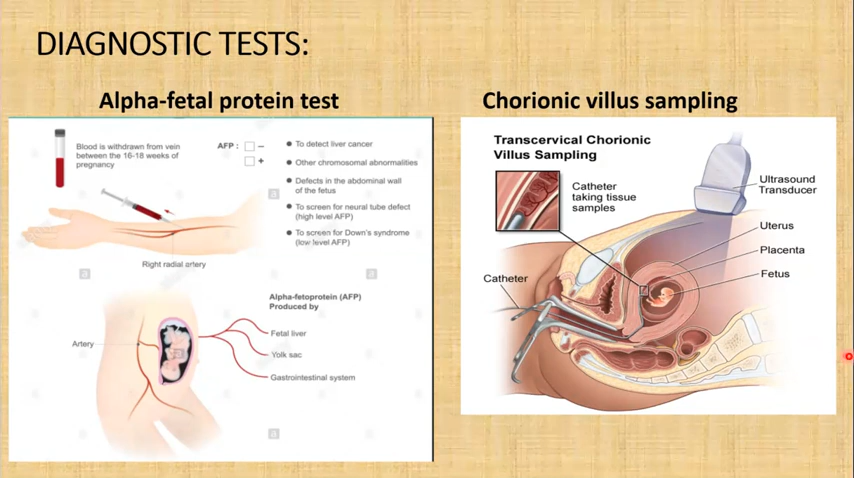 DIAGNOSTIC TESTS:
Alpha-fetal protein test
Blood is withdrawn from vein
between the 16-18 weeks of
pregnancy
AFP : −
+
To detect liver cancer
Other chromosomal abnormalities
Defects in the abdominal wall
of the fetus
To screen for neural tube defect
(high level AFP)
To screen for Down's syndrome
(low level AFP)
Right radial artery
a
a
a
Alpha-fetoprotein (AFP)
Produced by
Artery
Fetal liver
Yolk sac
Gastrointestinal system
a
Chorionic villus sampling
Transcervical Chorionic
Villus Sampling
Catheter
taking tissue
samples
Ultrasound
Transducer
Uterus
Placenta
Fetus
Catheter